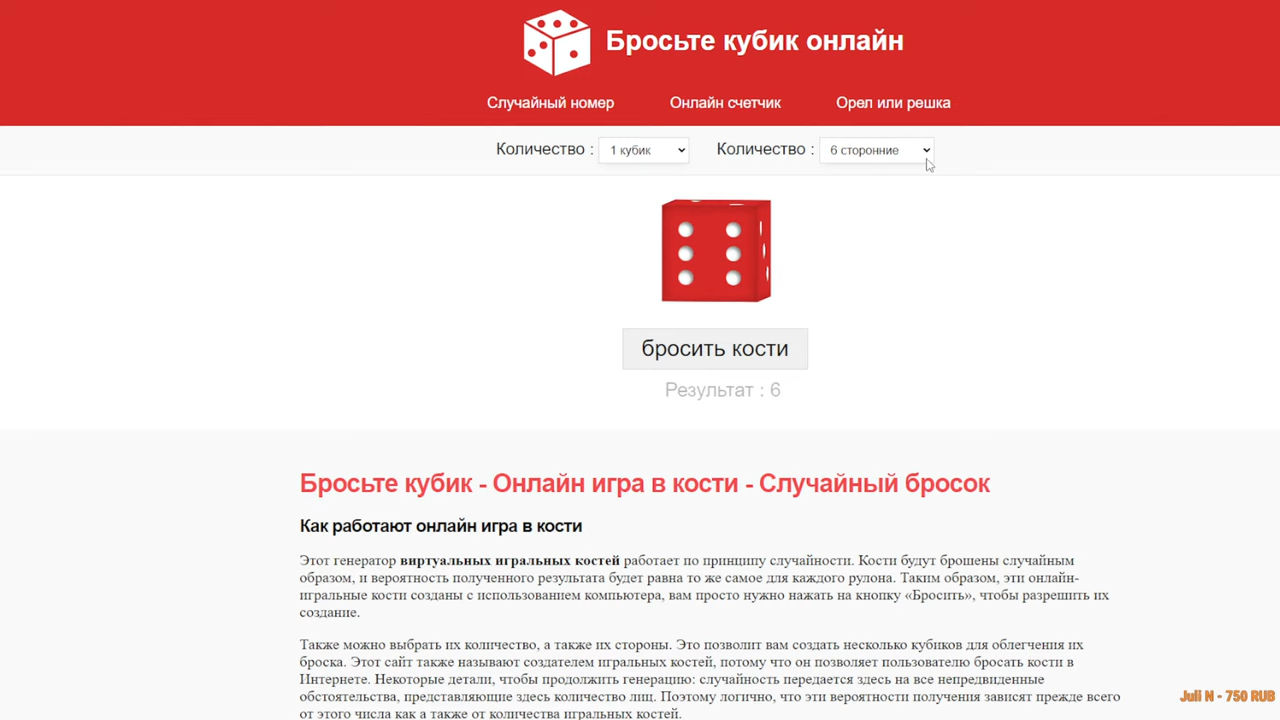 Бросьте кубик онлайн
Случайный номер Онлайн счетчик Орел или решка
Количество : 1 кубик Количество : 6 сторонние
бросить кости
Результат : 6
Бросьте кубик - Онлайн игра в кости - Случайный бросок
Как работают онлайн игра в кости
Этот генератор виртуальных игральных костей работает по принципу случайности. Кости будут брошены случайным
образом, и вероятность полученного результата будет равна то же самое для каждого рулона. Таким образом, эти онлайн-
игральные кости созданы с использованием компьютера, вам просто нужно нажать на кнопку «Бросить», чтобы разрешить их
создание.
Также можно выбрать их количество, а также их стороны. Это позволит вам создать несколько кубиков для облегчения их
броска. Этот сайт также называют создателем игральных костей, потому что он позволяет пользователю бросать кости в
Интернете. Некоторые детали, чтобы продолжить генерацию: случайность передается здесь на все непредвиденные
обстоятельства, представляющие здесь количество лиц. Поэтому логично, что эти вероятности получения зависят прежде всего
от этого числа как а также от количества игральных костей.
Juli N - 750 RUB